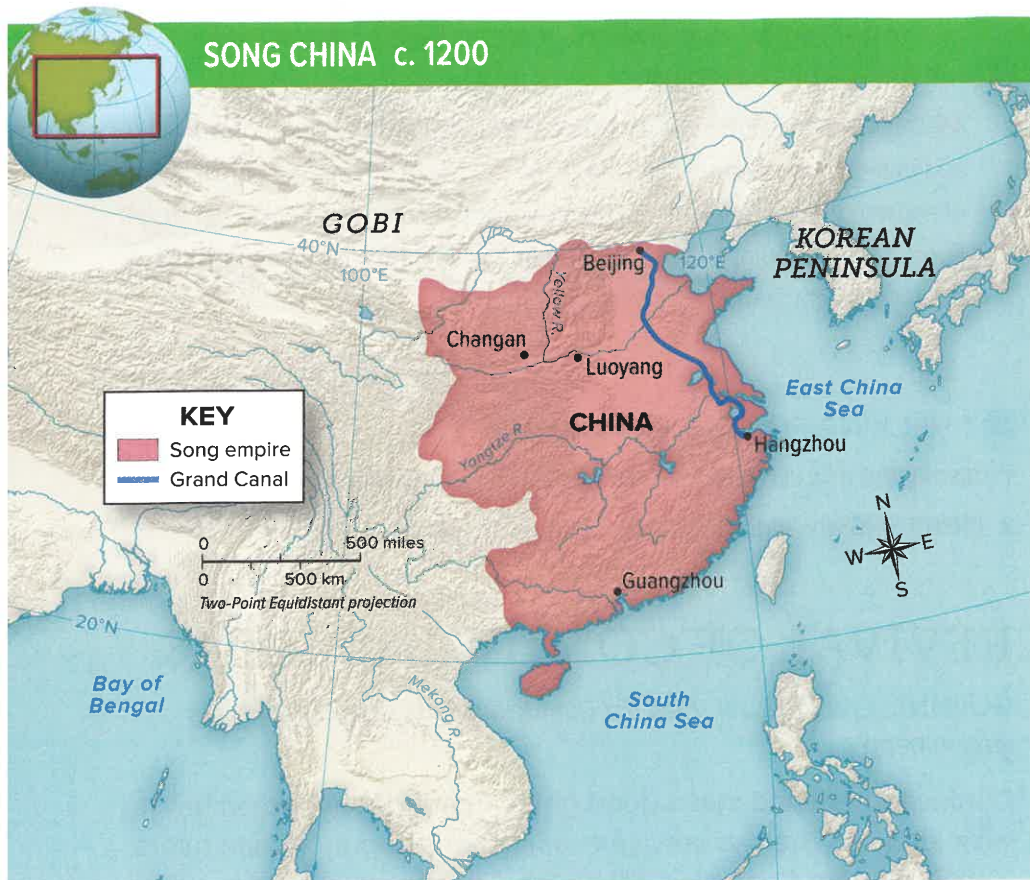 SONG CHINA c. 1200
GOBI
40°N
100°E
Beijing
120°E
KOREAN
PENINSULA
Yellow R.
Changan
Luoyang
East China
Sea
KEY
Song empire
Grand Canal
CHINA
Yangtze R.
Hangzhou
0
500 miles
0
500 km
Two-Point Equidistant projection
N
W
E
S
Guangzhou
20°N
Bay of
Bengal
Mekong R.
South
China Sea